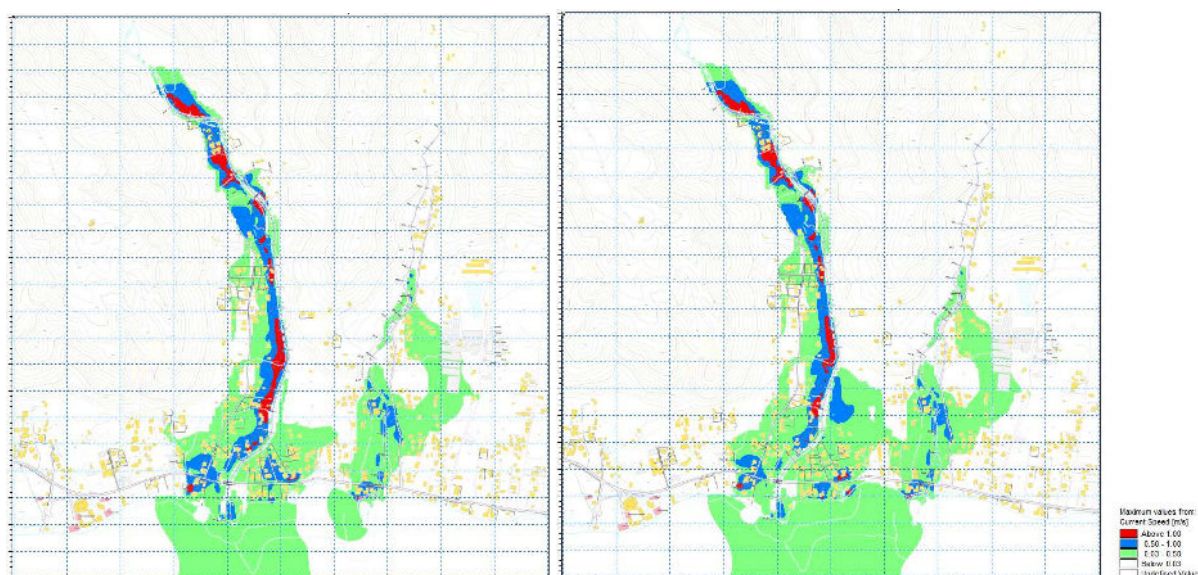 Maximum values from:
Current Speed [m/s]
Above 1.00
0.50 - 1.00
0.03 - 0.50
Below 0.03
Undefined Value